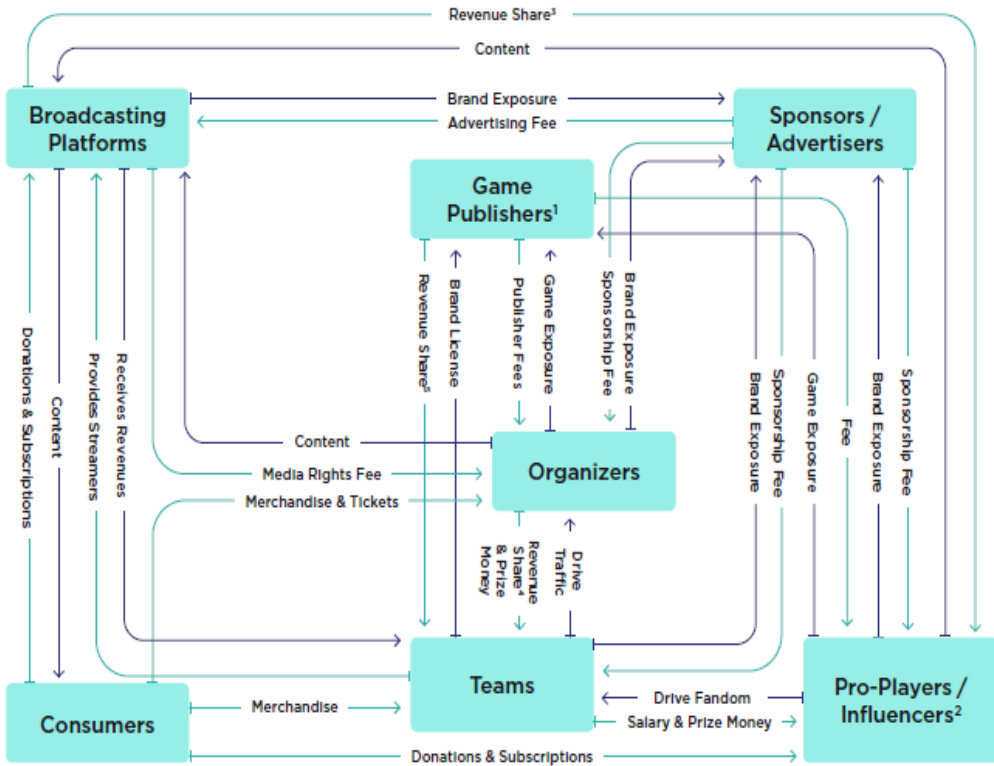 Revenue Share³
Content
Broadcasting
Platforms
Brand Exposure
Advertising Fee
Sponsors /
Advertisers
Game
Publishers¹
Revenue Share⁵
Brand License
Publisher Fees
Game Exposure
Sponsorship Fee
Brand Exposure
Brand Exposure
Sponsorship Fee
Game Exposure
Fee
Brand Exposure
Sponsorship Fee
Donations & Subscriptions
Content
Provides Streamers
Receives Revenues
Content
Media Rights Fee
Merchandise & Tickets
Organizers
Revenue
Share⁴
& Prize
Money
Drive
Traffic
Teams
Consumers
Merchandise
Drive Fandom
Salary & Prize Money
Pro-Players /
Influencers²
Donations & Subscriptions